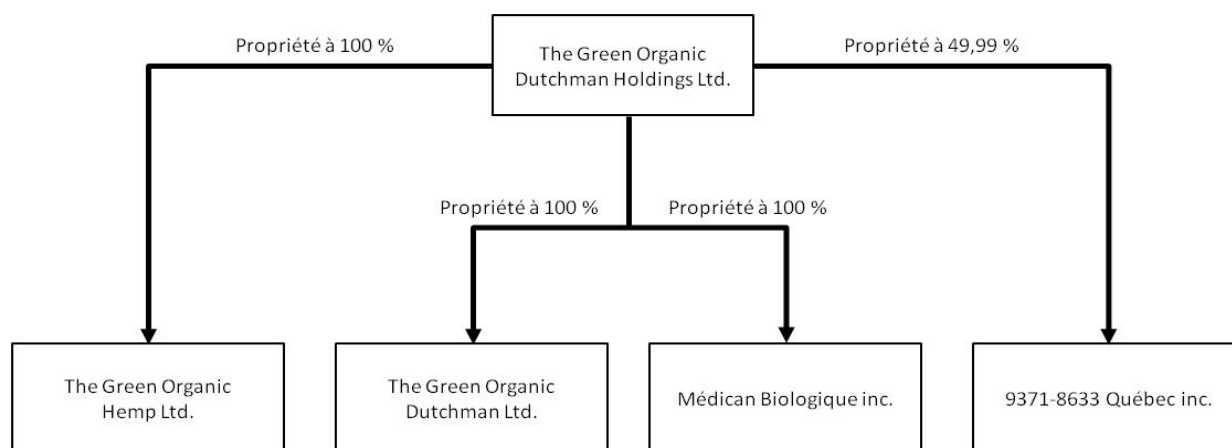 Propriété à 100 %
The Green Organic
Dutchman Holdings Ltd.
Propriété à 49,99 %
Propriété à 100 %
Propriété à 100 %
The Green Organic
Hemp Ltd.
The Green Organic
Dutchman Ltd.
Médican Biologique inc.
9371-8633 Québec inc.